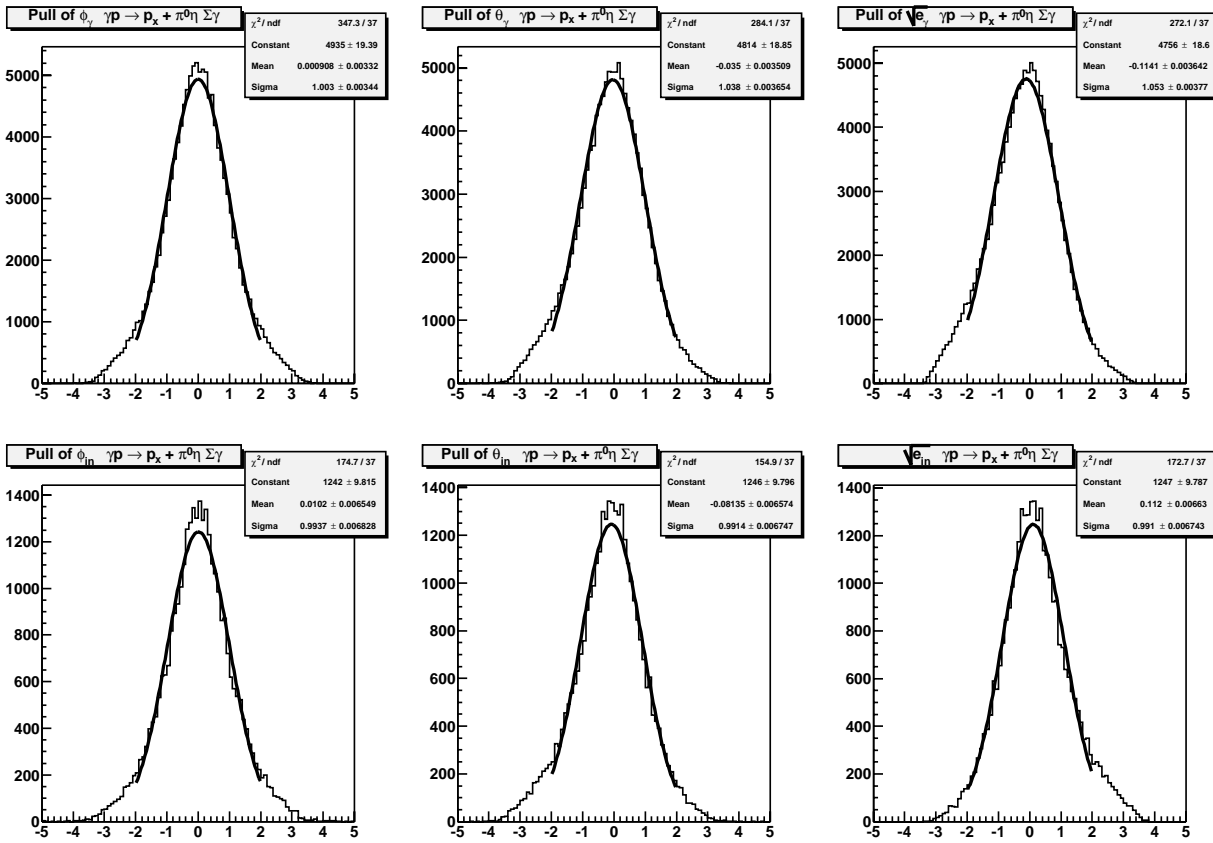 Pull of ϕγ γp → pₓ + π⁰η Σγ
χ² / ndf 347.3 / 37
Constant 4935 ± 19.39
Mean 0.000908 ± 0.00332
Sigma 1.003 ± 0.00344
5000
4000
3000
2000
1000
0
-5 -4 -3 -2 -1 0 1 2 3 4 5
Pull of θγ γp → pₓ + π⁰η Σγ
χ² / ndf 284.1 / 37
Constant 4814 ± 18.85
Mean -0.035 ± 0.003509
Sigma 1.038 ± 0.003654
5000
4000
3000
2000
1000
0
-5 -4 -3 -2 -1 0 1 2 3 4 5
Pull of √eγ γp → pₓ + π⁰η Σγ
χ² / ndf 272.1 / 37
Constant 4756 ± 18.6
Mean -0.1141 ± 0.003642
Sigma 1.053 ± 0.00377
5000
4000
3000
2000
1000
0
-5 -4 -3 -2 -1 0 1 2 3 4 5
Pull of ϕin γp → pₓ + π⁰η Σγ
χ² / ndf 174.7 / 37
Constant 1242 ± 9.815
Mean 0.0102 ± 0.006549
Sigma 0.9937 ± 0.006828
1400
1200
1000
800
600
400
200
0
-5 -4 -3 -2 -1 0 1 2 3 4 5
Pull of θin γp → pₓ + π⁰η Σγ
χ² / ndf 154.9 / 37
Constant 1246 ± 9.796
Mean -0.08135 ± 0.006574
Sigma 0.9914 ± 0.006747
1400
1200
1000
800
600
400
200
0
-5 -4 -3 -2 -1 0 1 2 3 4 5
√ein γp → pₓ + π⁰η Σγ
χ² / ndf 172.7 / 37
Constant 1247 ± 9.787
Mean 0.112 ± 0.00663
Sigma 0.991 ± 0.006743
1400
1200
1000
800
600
400
200
0
-5 -4 -3 -2 -1 0 1 2 3 4 5